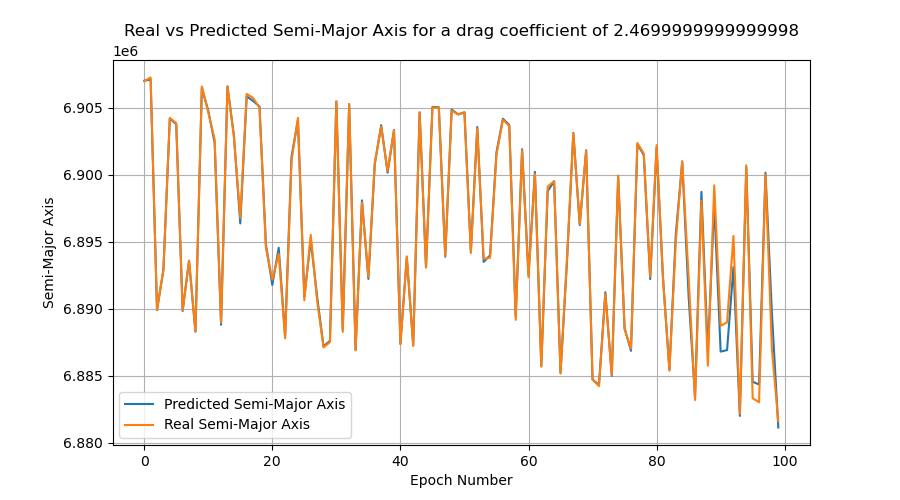 Real vs Predicted Semi-Major Axis for a drag coefficient of 2.4699999999999998
1e6
6.905
6.900
6.895
6.890
6.885
6.880
Semi-Major Axis
Predicted Semi-Major Axis
Real Semi-Major Axis
0 20 40 60 80 100
Epoch Number